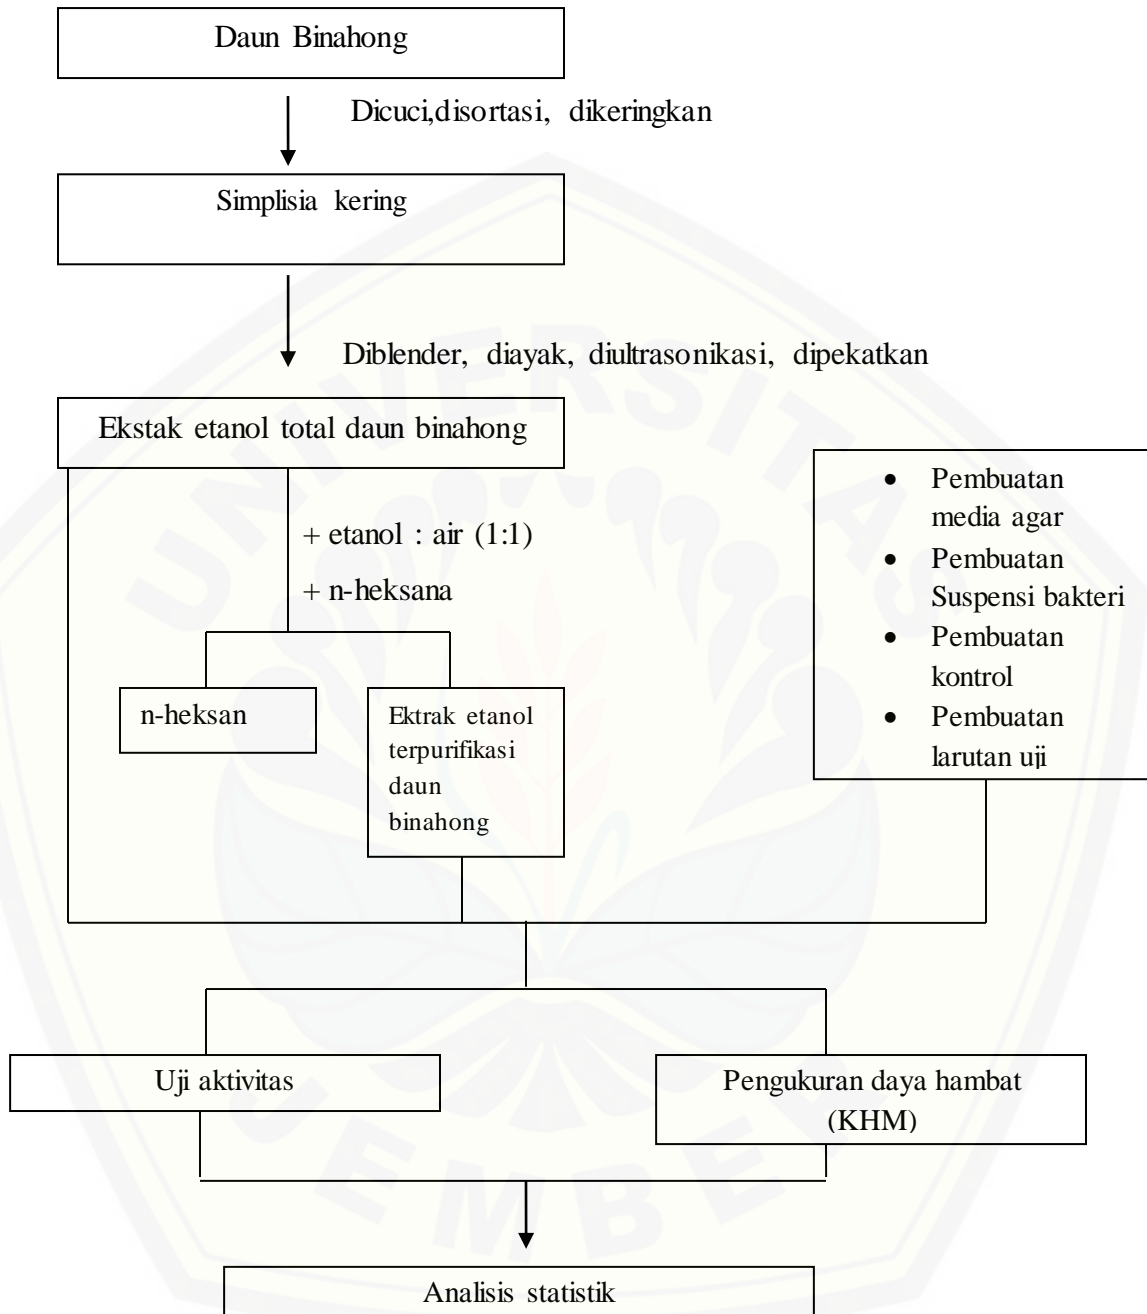 Daun Binahong
Dicuci,disortasi, dikeringkan
Simplisia kering
Diblender, diayak, diultrasonikasi, dipekatkan
Ekstak etanol total daun binahong
+ etanol : air (1:1)
+ n-heksana
n-heksan
Ektrak etanol
terpurifikasi
daun
binahong
• Pembuatan
media agar
• Pembuatan
Suspensi bakteri
• Pembuatan
kontrol
• Pembuatan
larutan uji
Uji aktivitas
Pengukuran daya hambat
(KHM)
Analisis statistik
UNIVERSITAS
JEMBER